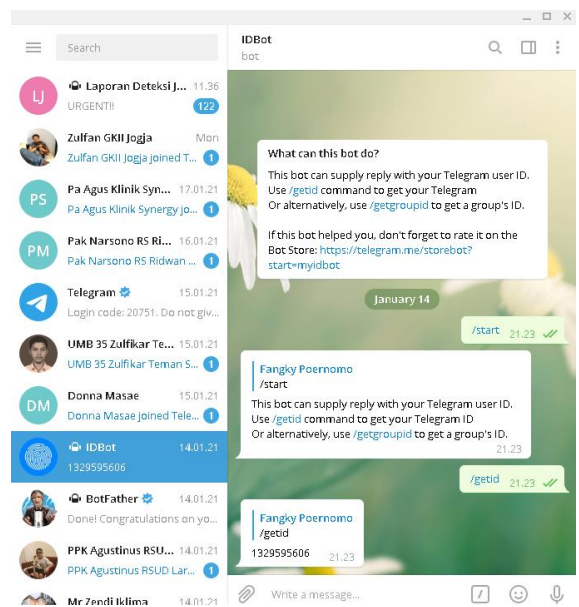 Search
LJ
Laporan Deteksi J... 11.36
URGENT!! 122
Zulfan GKII Jogja Mon
Zulfan GKII Jogja joined T... 1
PS
Pa Agus Klinik Syn... 17.01.21
Pa Agus Klinik Synergy jo... 1
PM
Pak Narsono RS Ri... 16.01.21
Pak Narsono RS Ridwan ... 1
Telegram 15.01.21
Login code: 20751. Do not giv...
UMB 35 Zulfikar Te... 15.01.21
UMB 35 Zulfikar Teman S... 1
DM
Donna Masae 15.01.21
Donna Masae joined Tele... 1
IDBot 14.01.21
1329595606
BotFather 14.01.21
Done! Congratulations on yo...
PPK Agustinus RSU... 14.01.21
PPK Agustinus RSUD Lar... 1
Mr Zendi Iklima 14.01.21
IDBot
bot
What can this bot do?
This bot can supply reply with your Telegram user ID.
Use /getid command to get your Telegram
Or alternatively, use /getgroupid to get a group's ID.
If this bot helped you, don't forget to rate it on the
Bot Store: https://telegram.me/storebot?
start=myidbot
January 14
/start 21.23
Fangky Poernomo
/start
This bot can supply reply with your Telegram user ID.
Use /getid command to get your Telegram ID
Or alternatively, use /getgroupid to get a group's ID.
21.23
/getid 21.23
Fangky Poernomo
/getid
1329595606 21.23
Write a message...